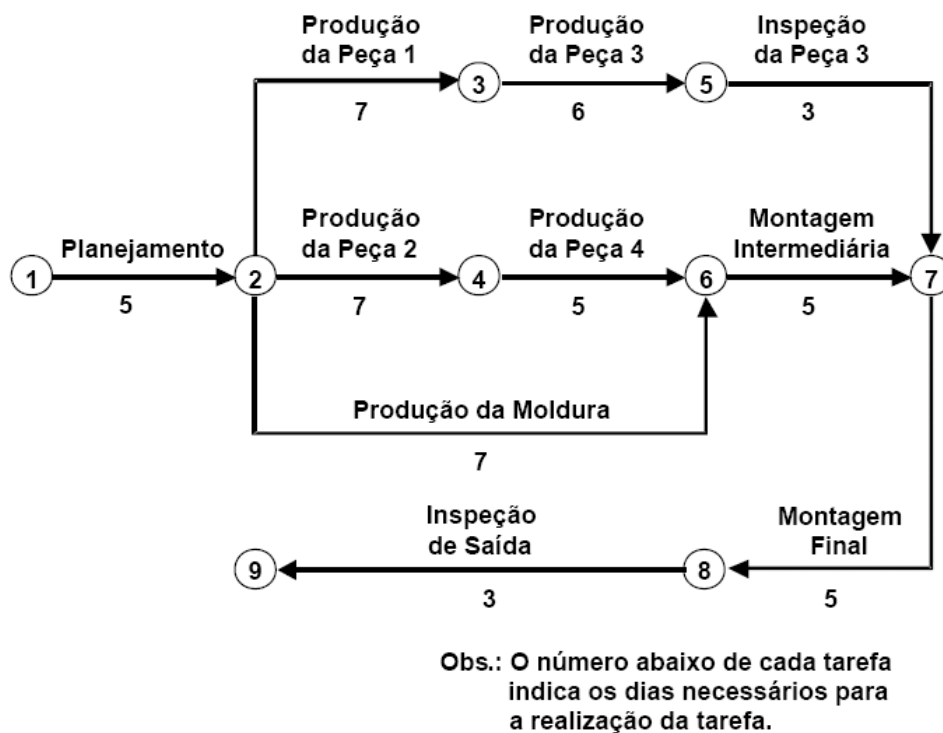 Produção
da Peça 1
Produção
da Peça 3
Inspeção
da Peça 3
3
5
7
6
3
Planejamento
Produção
da Peça 2
Produção
da Peça 4
Montagem
Intermediária
1
2
4
6
7
5
7
5
5
Produção da Moldura
7
Inspeção
de Saída
Montagem
Final
9
8
3
5
Obs.: O número abaixo de cada tarefa
indica os dias necessários para
a realização da tarefa.